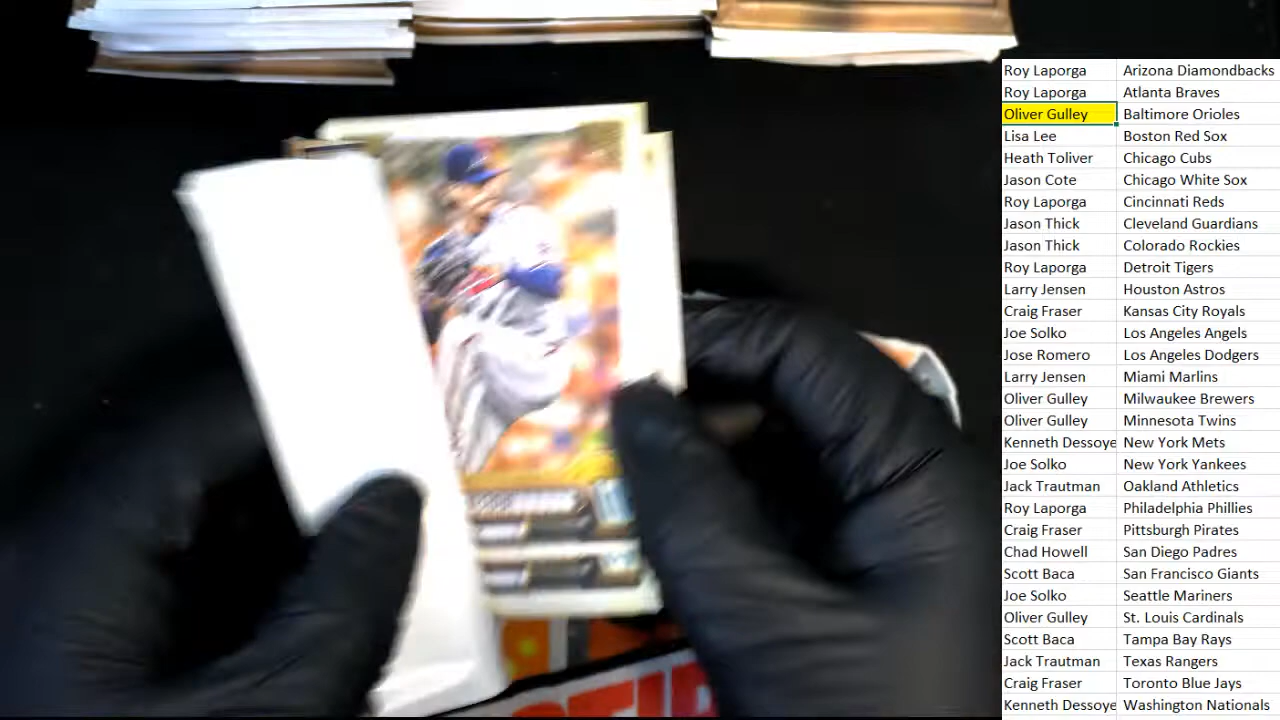 Roy Laporga Arizona Diamondbacks
Roy Laporga Atlanta Braves
Oliver Gulley Baltimore Orioles
Lisa Lee Boston Red Sox
Heath Toliver Chicago Cubs
Jason Cote Chicago White Sox
Roy Laporga Cincinnati Reds
Jason Thick Cleveland Guardians
Jason Thick Colorado Rockies
Roy Laporga Detroit Tigers
Larry Jensen Houston Astros
Craig Fraser Kansas City Royals
Joe Solko Los Angeles Angels
Jose Romero Los Angeles Dodgers
Larry Jensen Miami Marlins
Oliver Gulley Milwaukee Brewers
Oliver Gulley Minnesota Twins
Kenneth Dessoye New York Mets
Joe Solko New York Yankees
Jack Trautman Oakland Athletics
Roy Laporga Philadelphia Phillies
Craig Fraser Pittsburgh Pirates
Chad Howell San Diego Padres
Scott Baca San Francisco Giants
Joe Solko Seattle Mariners
Oliver Gulley St. Louis Cardinals
Scott Baca Tampa Bay Rays
Jack Trautman Texas Rangers
Craig Fraser Toronto Blue Jays
Kenneth Dessoye Washington Nationals